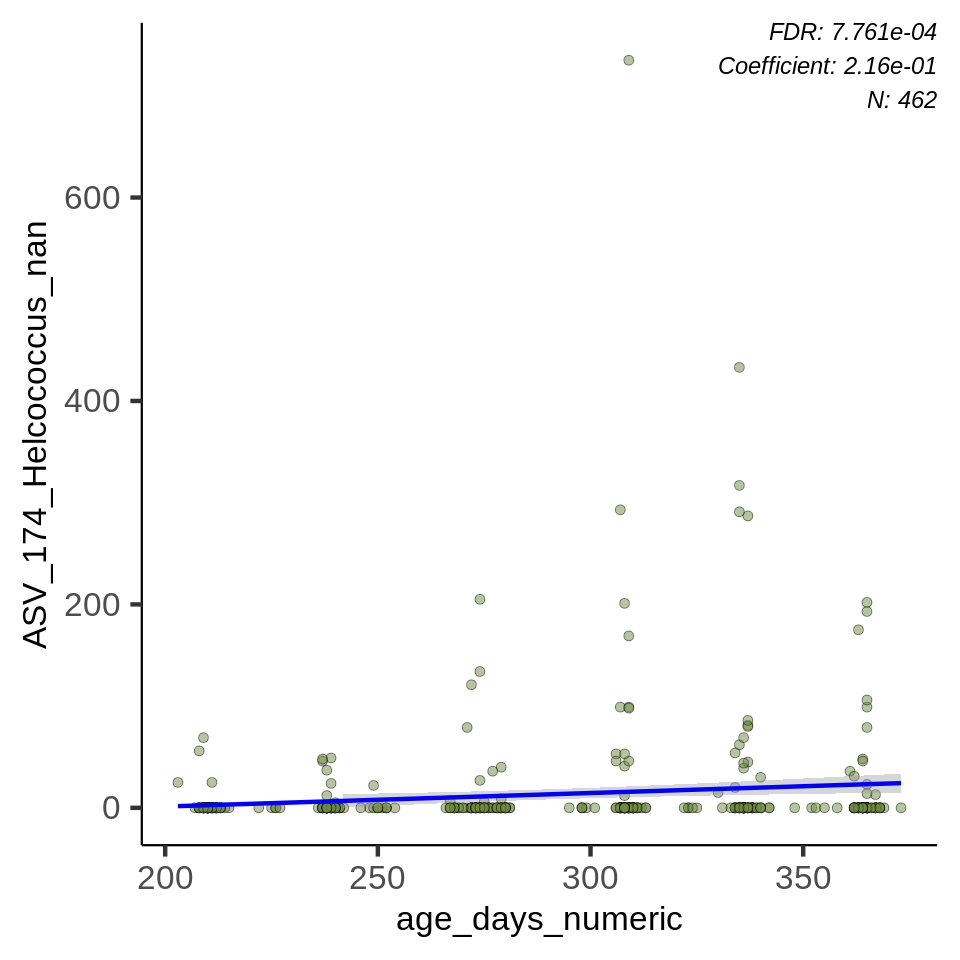 FDR: 7.761e-04
Coefficient: 2.16e-01
N: 462
ASV_174_Helcococcus_nan
600
400
200
0
200 250 300 350
age_days_numeric